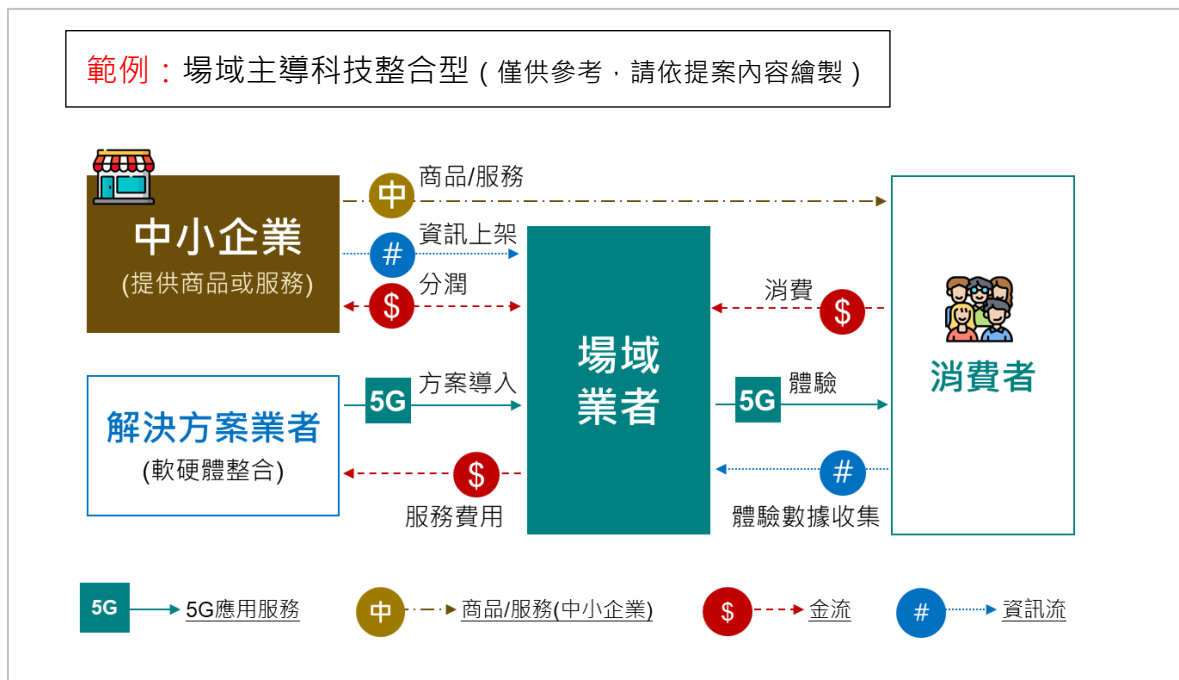 範例：場域主導科技整合型 ( 僅供參考，請依提案內容繪製 )
中小企業
(提供商品或服務)
中
商品/服務
#
資訊上架
分潤
$
解決方案業者
(軟硬體整合)
5G
方案導入
$
服務費用
場域
業者
消費
$
5G
體驗
#
體驗數據收集
消費者
5G
5G應用服務
中
商品/服務(中小企業)
$
金流
#
資訊流